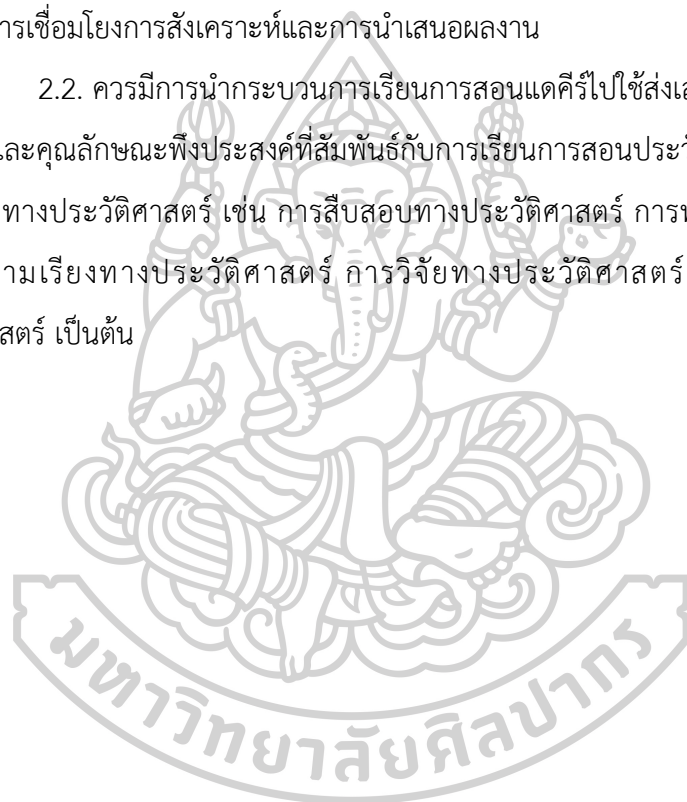 ารเชื่อมโยงการสังเคราะห์และการนำเสนอผลงาน
2.2. ควรมีการนำกระบวนการเรียนการสอนแดคีร์ไปใช้ส่งเส
และคุณลักษณะพึงประสงค์ที่สัมพันธ์กับการเรียนการสอนประวั
ทางประวัติศาสตร์ เช่น การสืบสอบทางประวัติศาสตร์ การ
ามเรียงทางประวัติศาสตร์ การวิจัยทางประวัติศาสตร์
สตร์ เป็นต้น
มหาวิทยาลัยศิลปากร